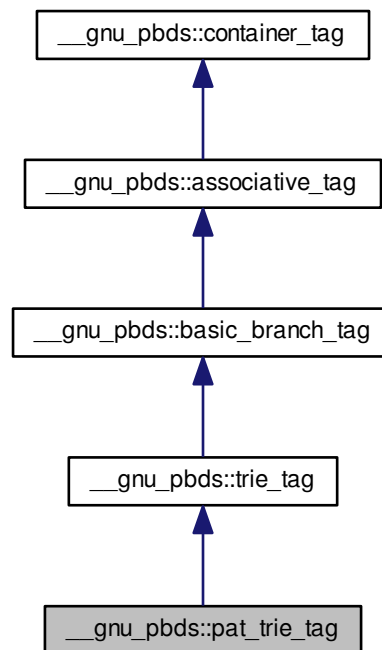 __gnu_pbds::container_tag
__gnu_pbds::associative_tag
__gnu_pbds::basic_branch_tag
__gnu_pbds::trie_tag
__gnu_pbds::pat_trie_tag